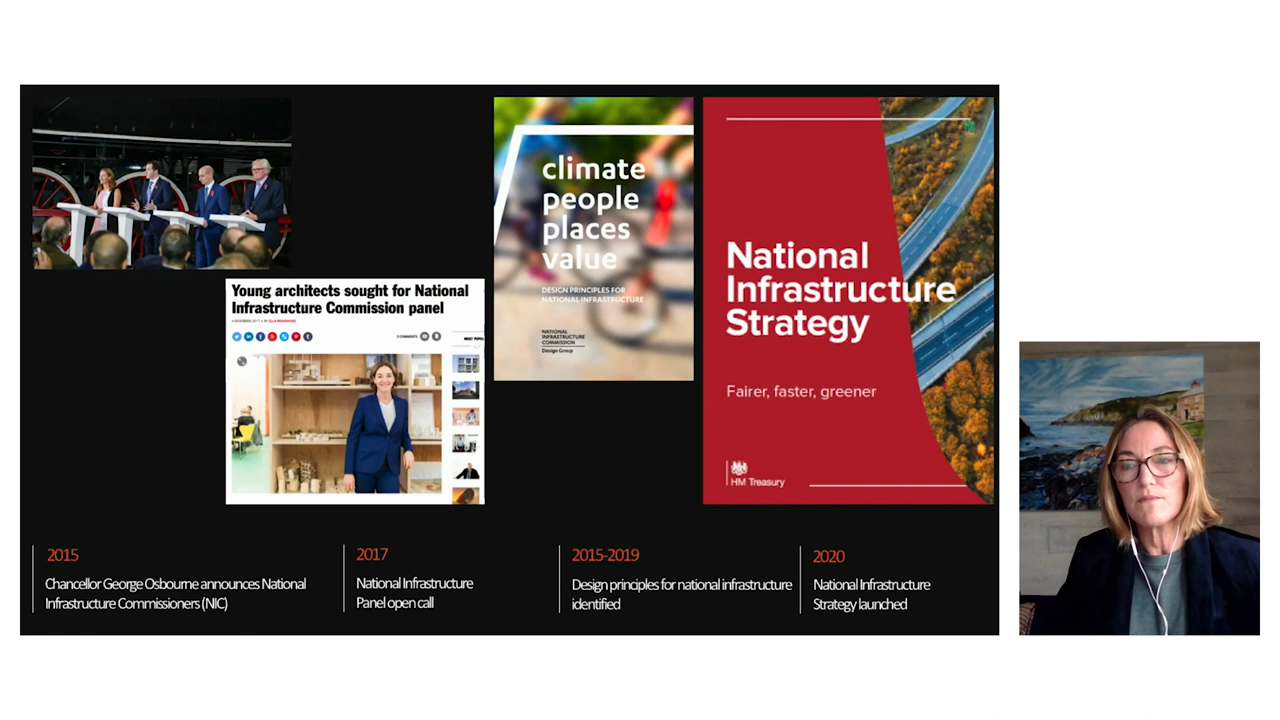 climate
people
places
value
DESIGN PRINCIPLES FOR
NATIONAL INFRASTRUCTURE
NATIONAL
INFRASTRUCTURE
COMMISSION
Design Group
National
Infrastructure
Strategy
Fairer, faster, greener
HM Treasury
Young architects sought for National
Infrastructure Commission panel
MOST POPUL
2015
Chancellor George Osbourne announces National
Infrastructure Commissioners (NIC)
2017
National Infrastructure
Panel open call
2015-2019
Design principles for national infrastructure
identified
2020
National Infrastructure
Strategy launched